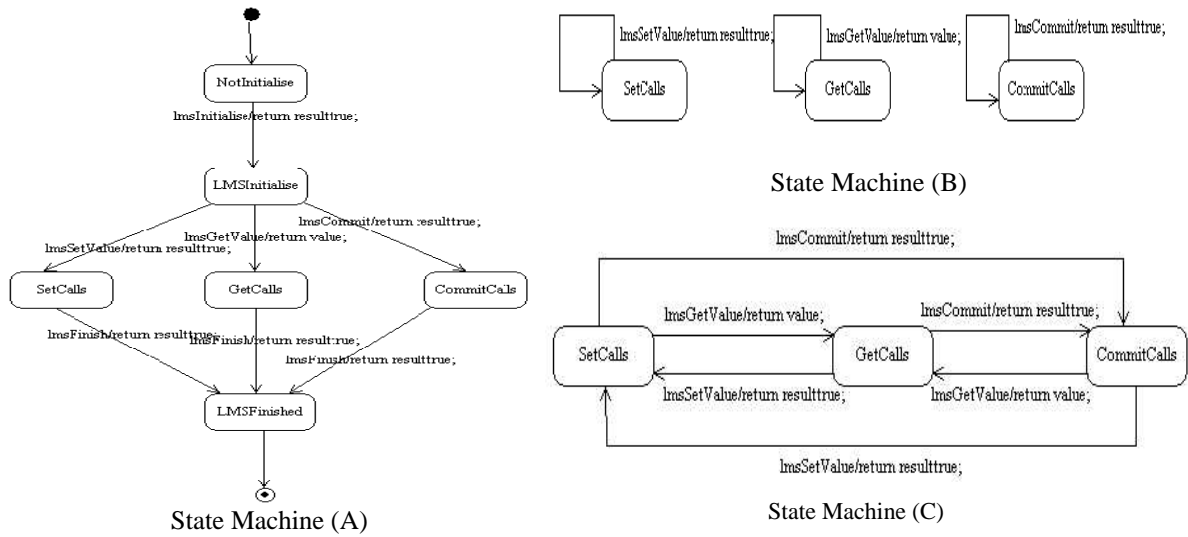 NotInitialise
lmsInitialise/return resulttrue;
LMSInitialise
lmsCommit/return resulttrue;
lmsGetValue/return value;
lmsSetValue/return resulttrue;
SetCalls
GetCalls
CommitCalls
lmsFinish/return resulttrue;
lmsFinish/return resulttrue;
lmsFinish/return resulttrue;
LMSFinished
State Machine (A)
lmsSetValue/return resulttrue;
lmsGetValue/return value;
lmsCommit/return resulttrue;
SetCalls
GetCalls
CommitCalls
State Machine (B)
lmsCommit/return resulttrue;
lmsGetValue/return value;
lmsCommit/return resulttrue;
SetCalls
GetCalls
CommitCalls
lmsSetValue/return resulttrue;
lmsGetValue/return value;
lmsSetValue/return resulttrue;
State Machine (C)